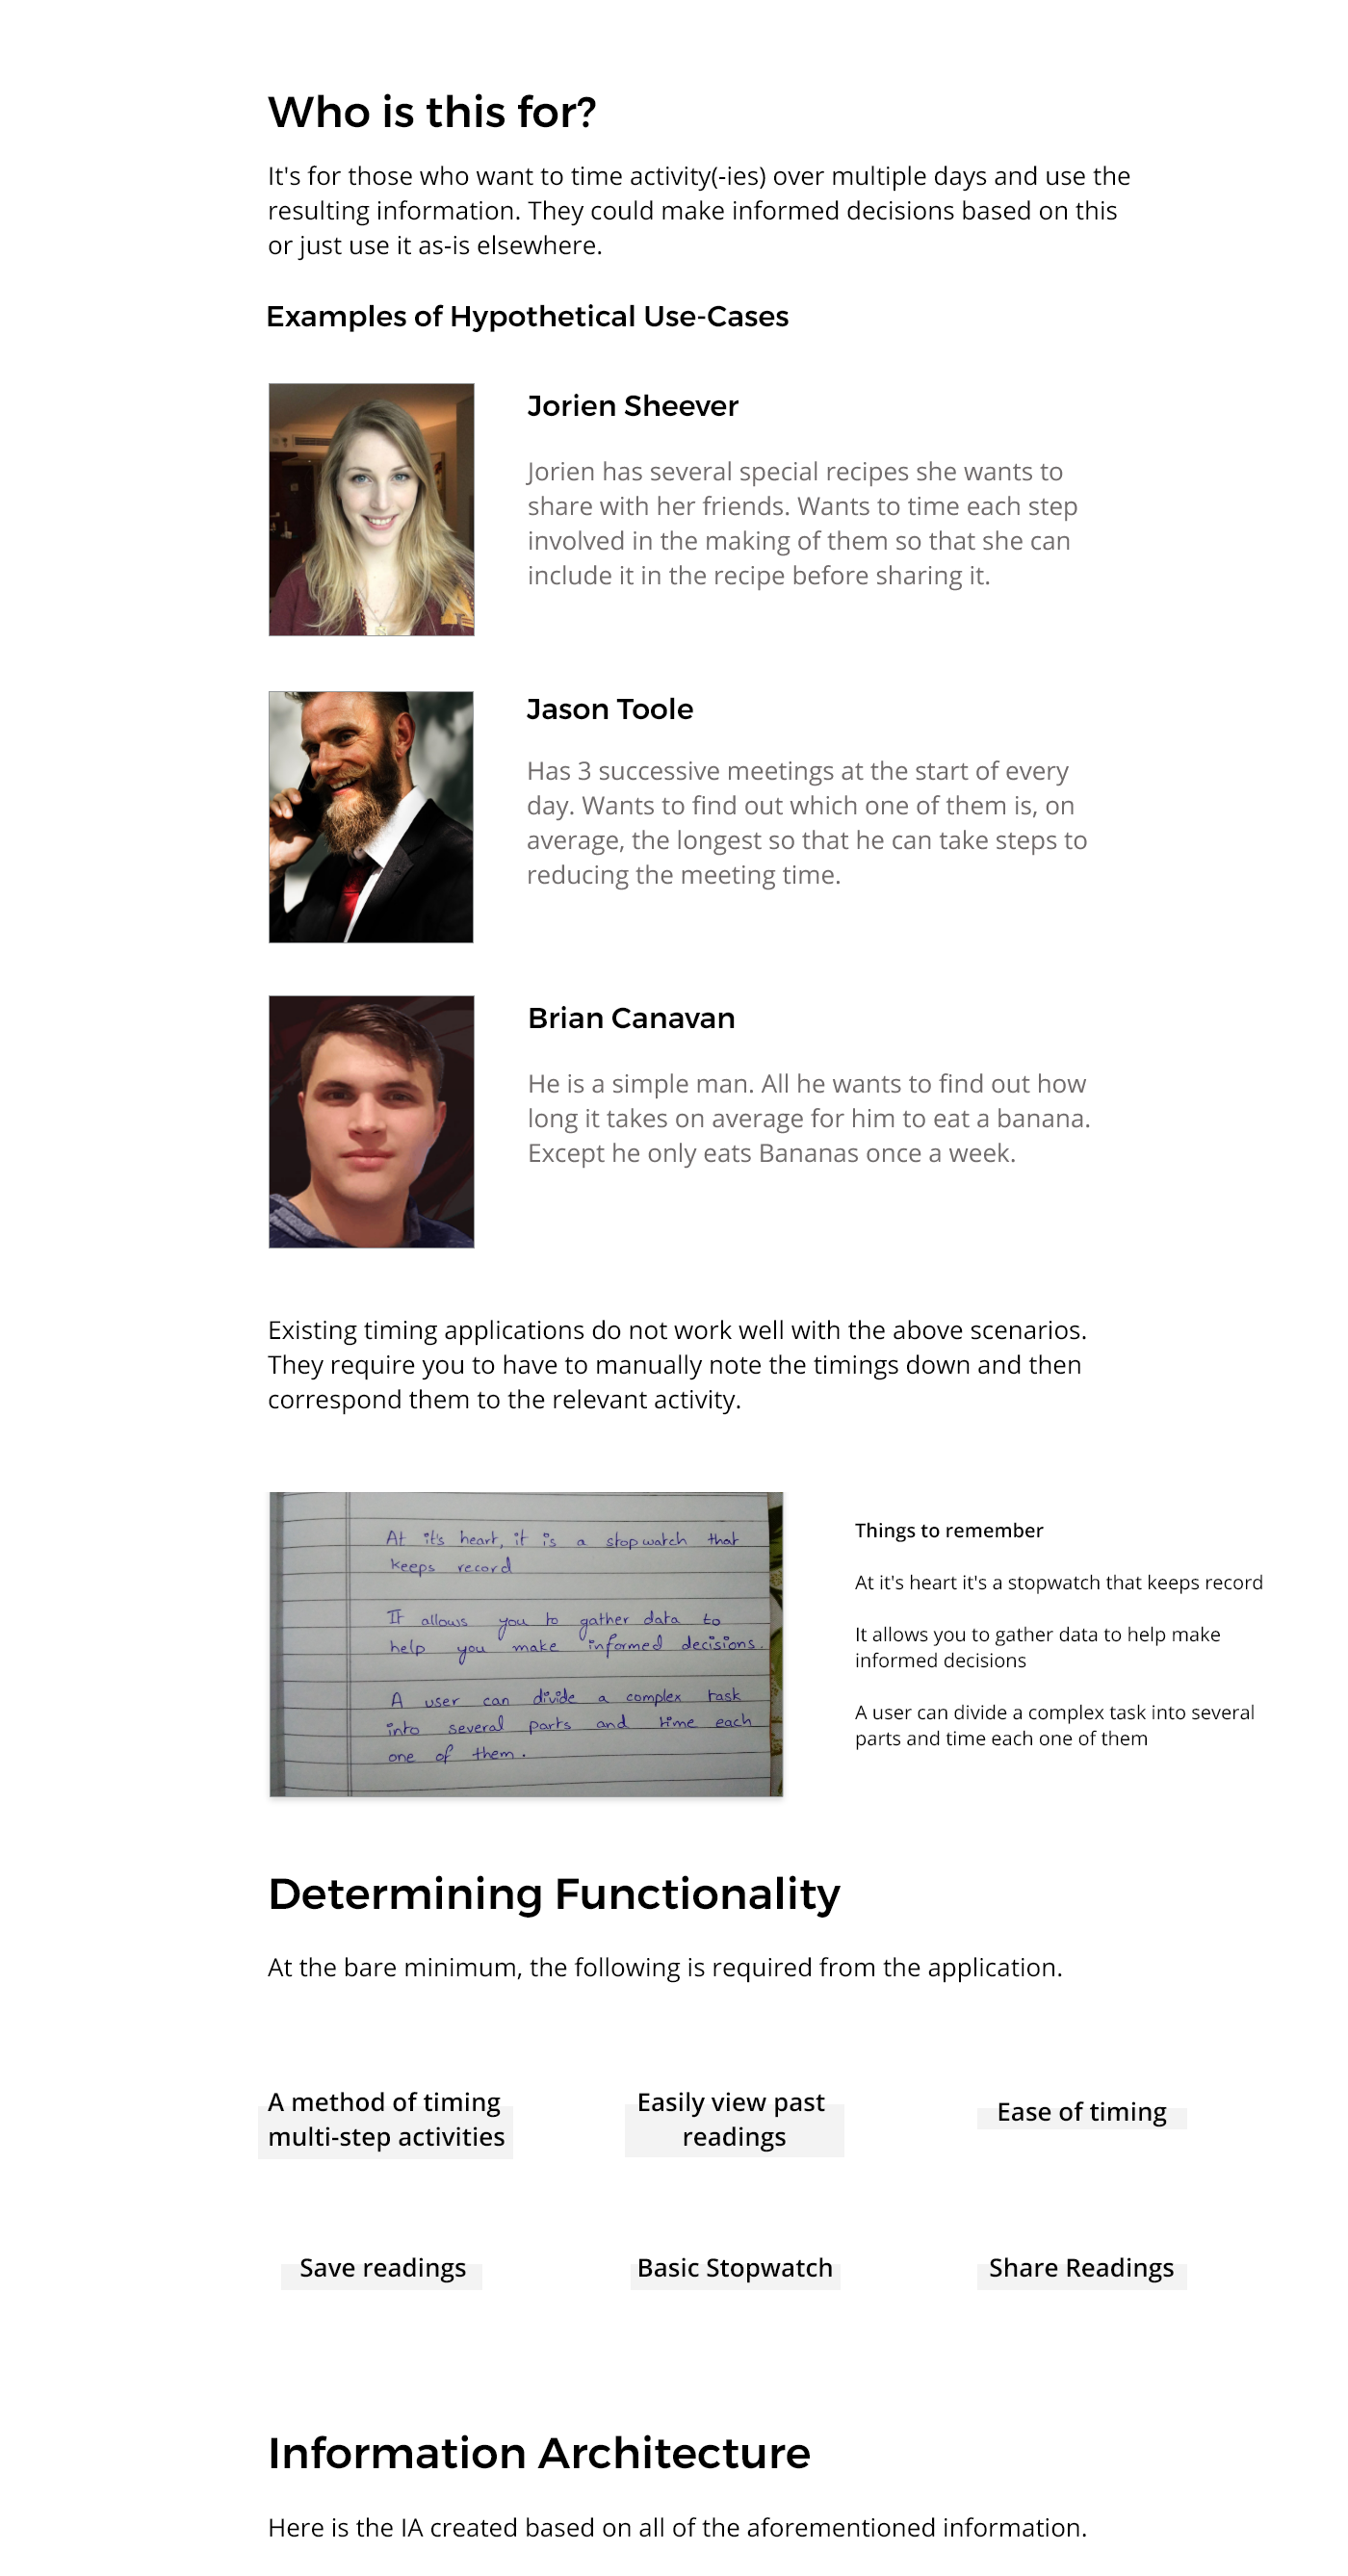 Who is this for?
It's for those who want to time activity(-ies) over multiple days and use the
resulting information. They could make informed decisions based on this
or just use it as-is elsewhere.
Examples of Hypothetical Use-Cases
Jorien Sheever
Jorien has several special recipes she wants to
share with her friends. Wants to time each step
involved in the making of them so that she can
include it in the recipe before sharing it.
Jason Toole
Has 3 successive meetings at the start of every
day. Wants to find out which one of them is, on
average, the longest so that he can take steps to
reducing the meeting time.
Brian Canavan
He is a simple man. All he wants to find out how
long it takes on average for him to eat a banana.
Except he only eats Bananas once a week.
Existing timing applications do not work well with the above scenarios.
They require you to have to manually note the timings down and then
correspond them to the relevant activity.
At it's heart, it is a stopwatch that
keeps record
It allows you to gather data to
help you make informed decisions.
A user can divide a complex task
into several parts and time each
one of them.
Things to remember
At it's heart it's a stopwatch that keeps record
It allows you to gather data to help make
informed decisions
A user can divide a complex task into several
parts and time each one of them
Determining Functionality
At the bare minimum, the following is required from the application.
A method of timing
multi-step activities
Easily view past
readings
Ease of timing
Save readings
Basic Stopwatch
Share Readings
Information Architecture
Here is the IA created based on all of the aforementioned information.